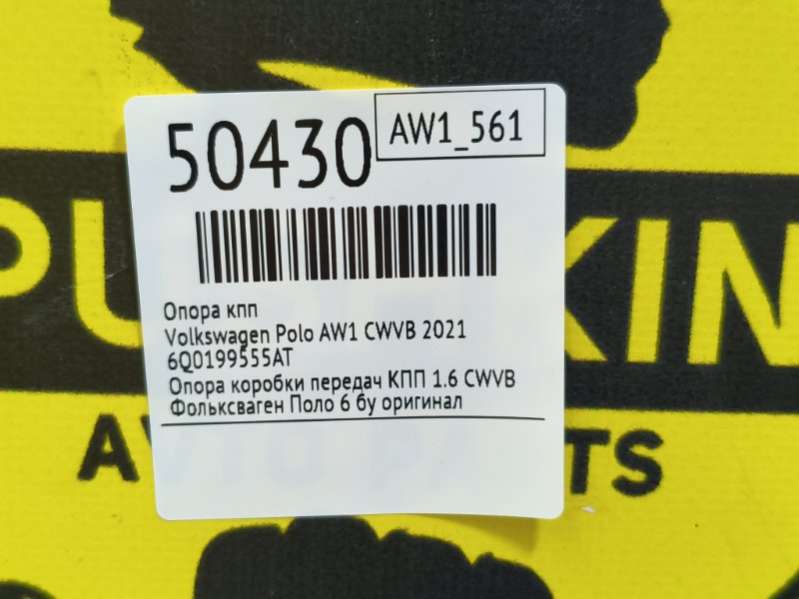 50430
AW1_561
Опора кпп
Volkswagen Polo AW1 CWVB 2021
6Q0199555AT
Опора коробки передач КПП 1.6 CWVB
Фольксваген Поло 6 бу оригинал